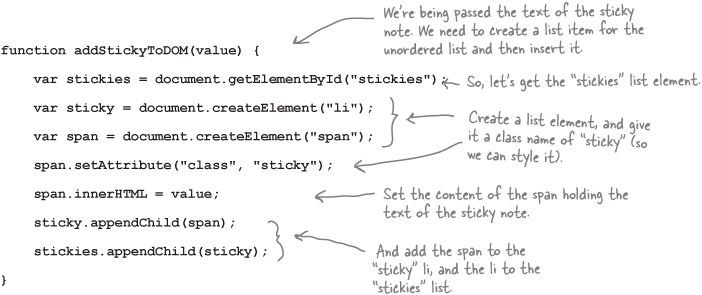 We're being passed the text of the sticky
note. We need to create a list item for the
unordered list and then insert it.
function addStickyToDOM(value) {
var stickies = document.getElementById("stickies");
So, let's get the "stickies" list element.
var sticky = document.createElement("li");
var span = document.createElement("span");
Create a list element, and give
it a class name of "sticky" (so
we can style it).
span.setAttribute("class", "sticky");
span.innerHTML = value;
Set the content of the span holding the
text of the sticky note.
sticky.appendChild(span);
stickies.appendChild(sticky);
And add the span to the
"sticky" li, and the li to the
"stickies" list.
}